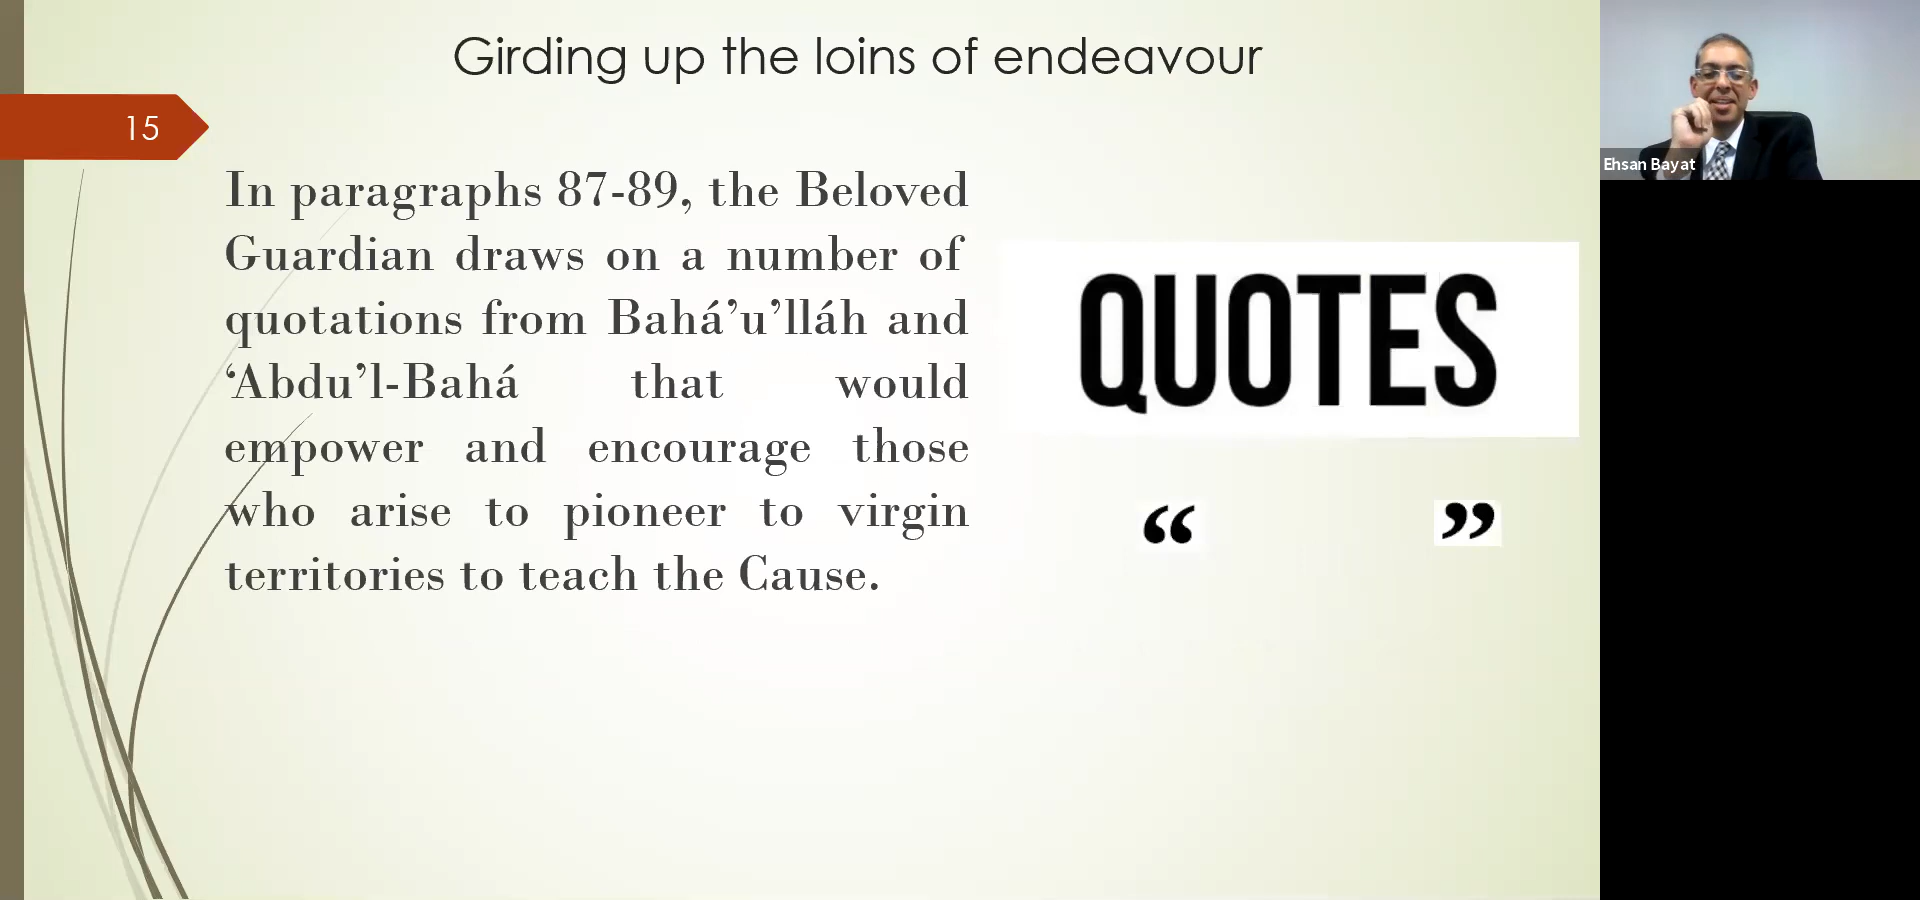 Girding up the loins of endeavour
15
In paragraphs 87-89, the Beloved
Guardian draws on a number of
quotations from Bahá’u’lláh and
‘Abdu’l-Bahá that would
empower and encourage those
who arise to pioneer to virgin
territories to teach the Cause.
QUOTES
“ ”
Ehsan Bayat